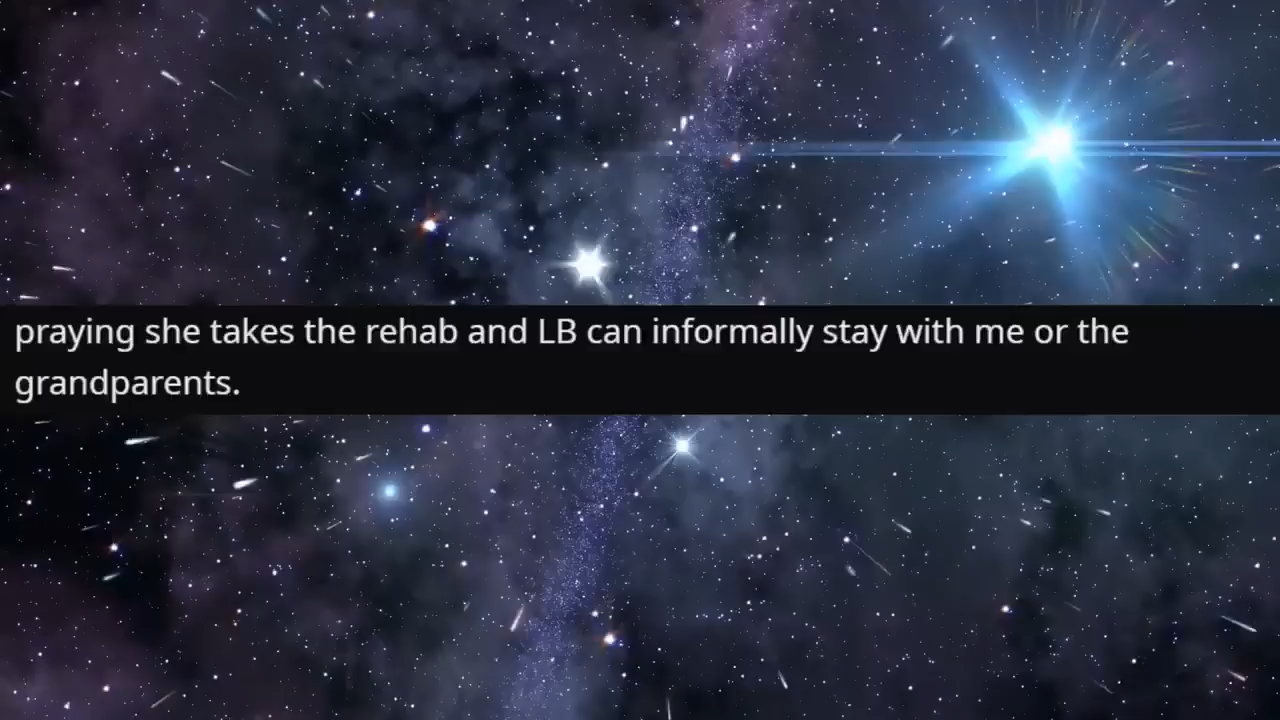 praying she takes the rehab and LB can informally stay with me or the
grandparents.